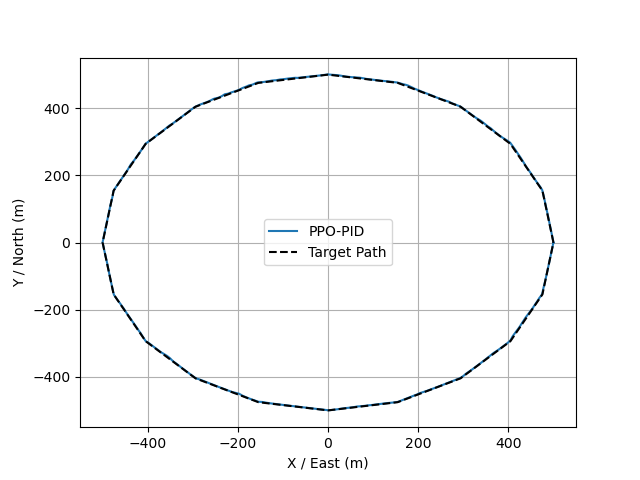 400
200
0
−200
−400
Y / North (m)
PPO-PID
Target Path
−400 −200 0 200 400
X / East (m)